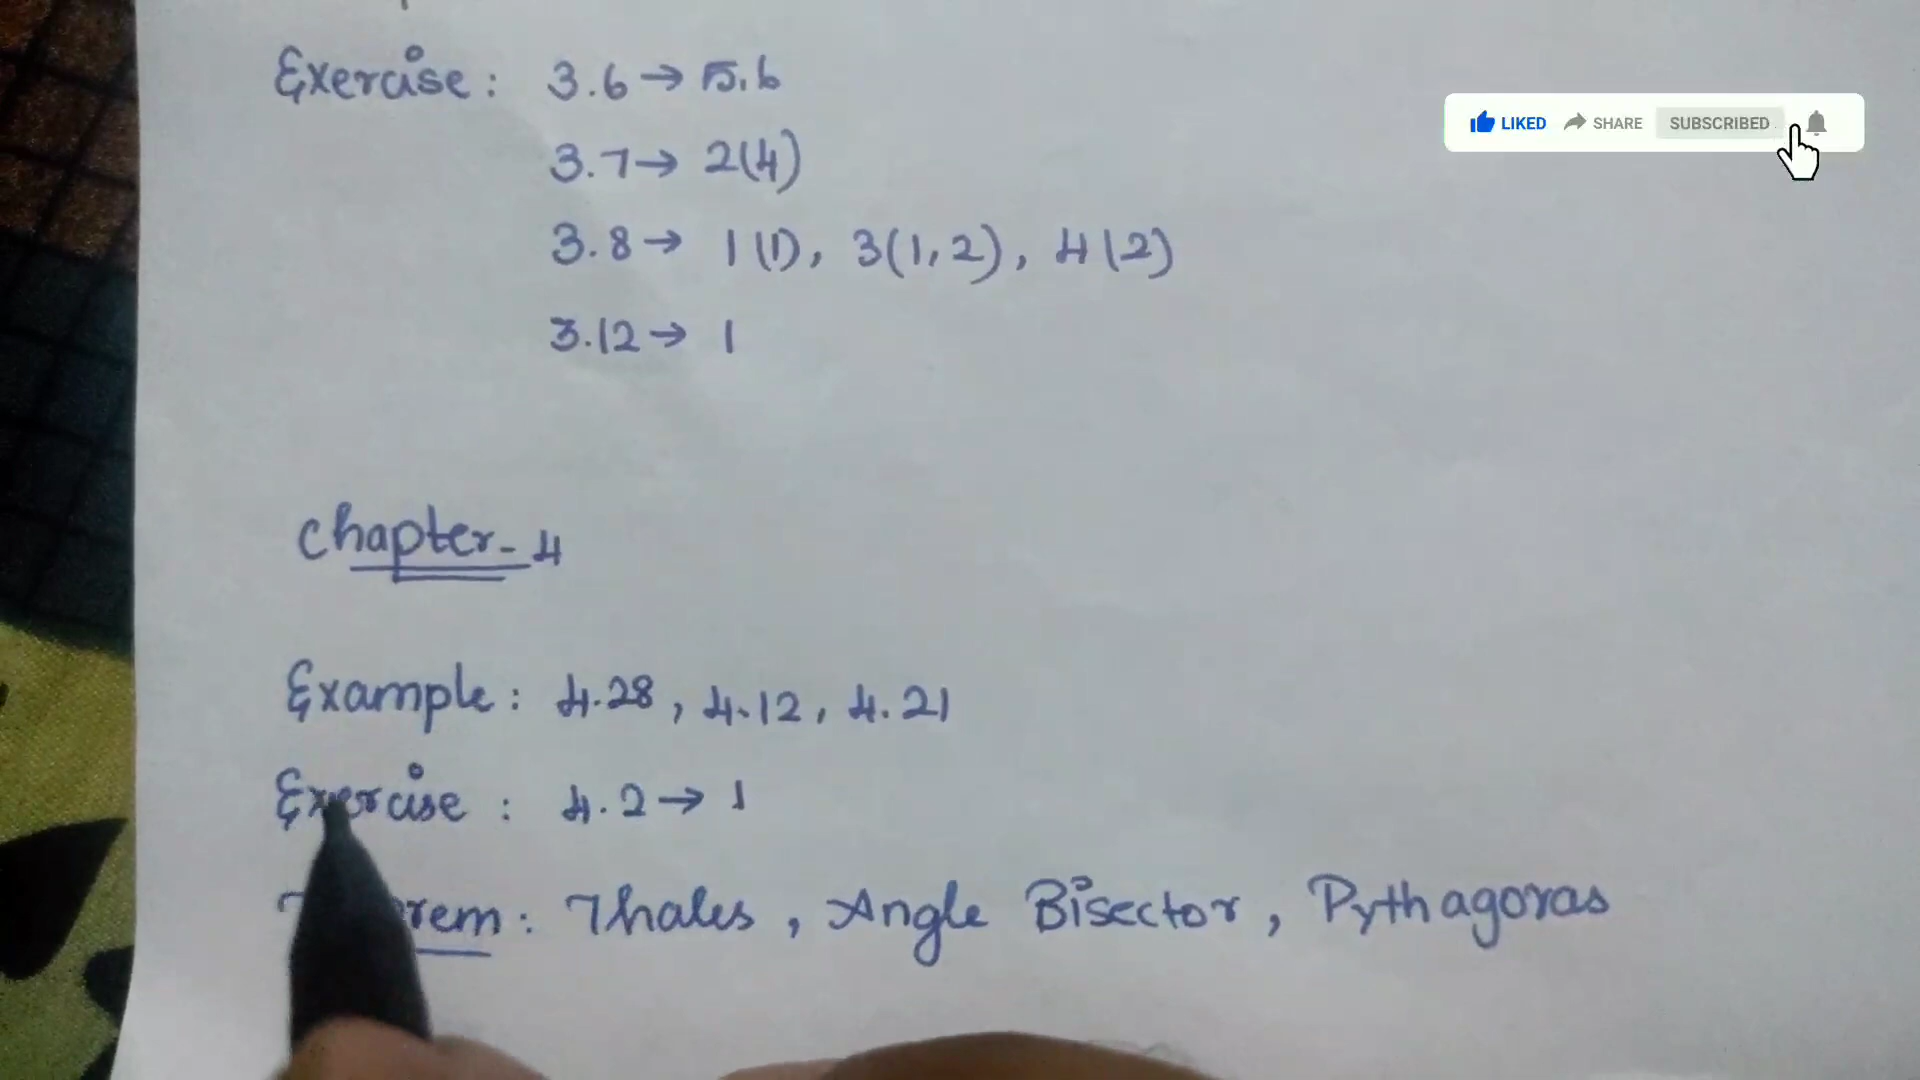 Exercise: 3.6 → 5.6
LIKED SHARE SUBSCRIBED
3.7 → 2(4)
3.8 → 1(1), 3(1,2), 4(2)
3.12 → 1
Chapter-4
Example: 4.28, 4.12, 4.21
Exercise: 4.2 → 1
rem: Thales, Angle Bisector, Pythagoras